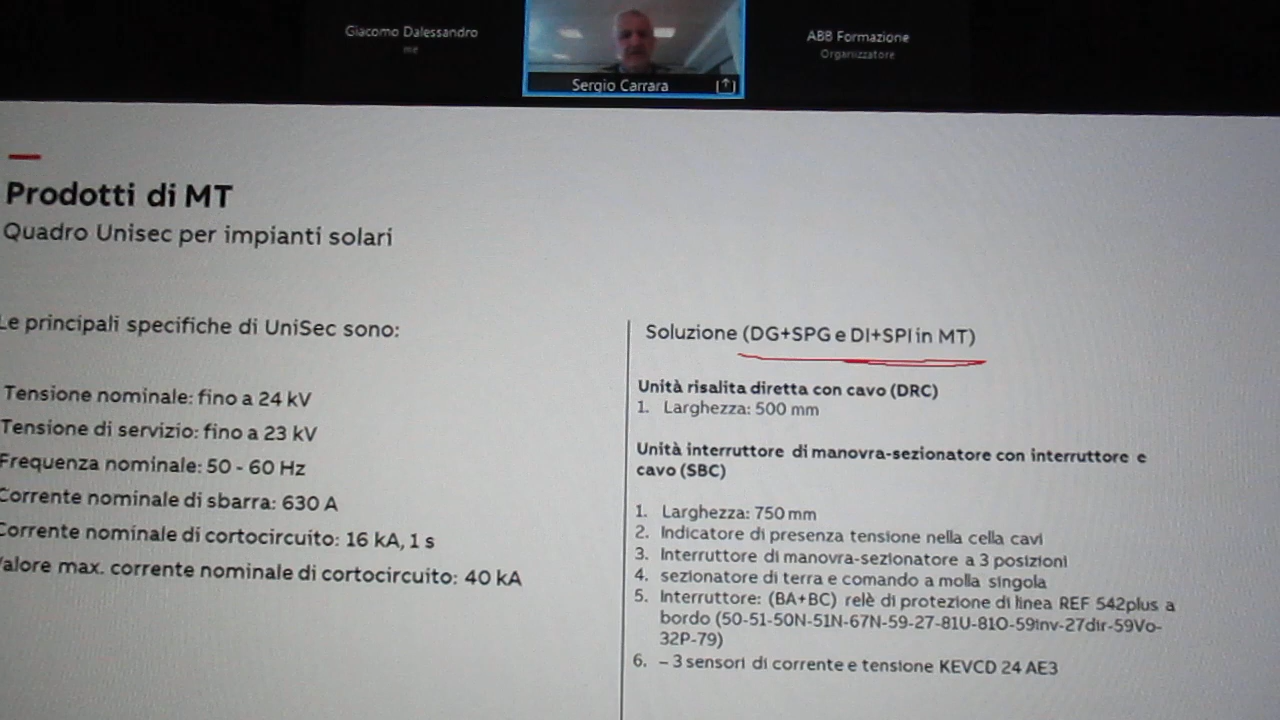 Giacomo Dalessandro
me
Sergio Carrara
ABB Formazione
Organizzatore
Prodotti di MT
Quadro Unisec per impianti solari
Le principali specifiche di UniSec sono:
Tensione nominale: fino a 24 kV
Tensione di servizio: fino a 23 kV
Frequenza nominale: 50 - 60 Hz
Corrente nominale di sbarra: 630 A
Corrente nominale di cortocircuito: 16 kA, 1 s
Valore max. corrente nominale di cortocircuito: 40 kA
Soluzione (DG+SPG e DI+SPI in MT)
Unità risalita diretta con cavo (DRC)
1. Larghezza: 500 mm
Unità interruttore di manovra-sezionatore con interruttore e
cavo (SBC)
1. Larghezza: 750 mm
2. Indicatore di presenza tensione nella cella cavi
3. Interruttore di manovra-sezionatore a 3 posizioni
4. sezionatore di terra e comando a molla singola
5. Interruttore: (BA+BC) relè di protezione di linea REF 542plus a
bordo (50-51-50N-51N-67N-59-27-81U-81O-59inv-27dir-59Vo-
32P-79)
6. – 3 sensori di corrente e tensione KEVCD 24 AE3